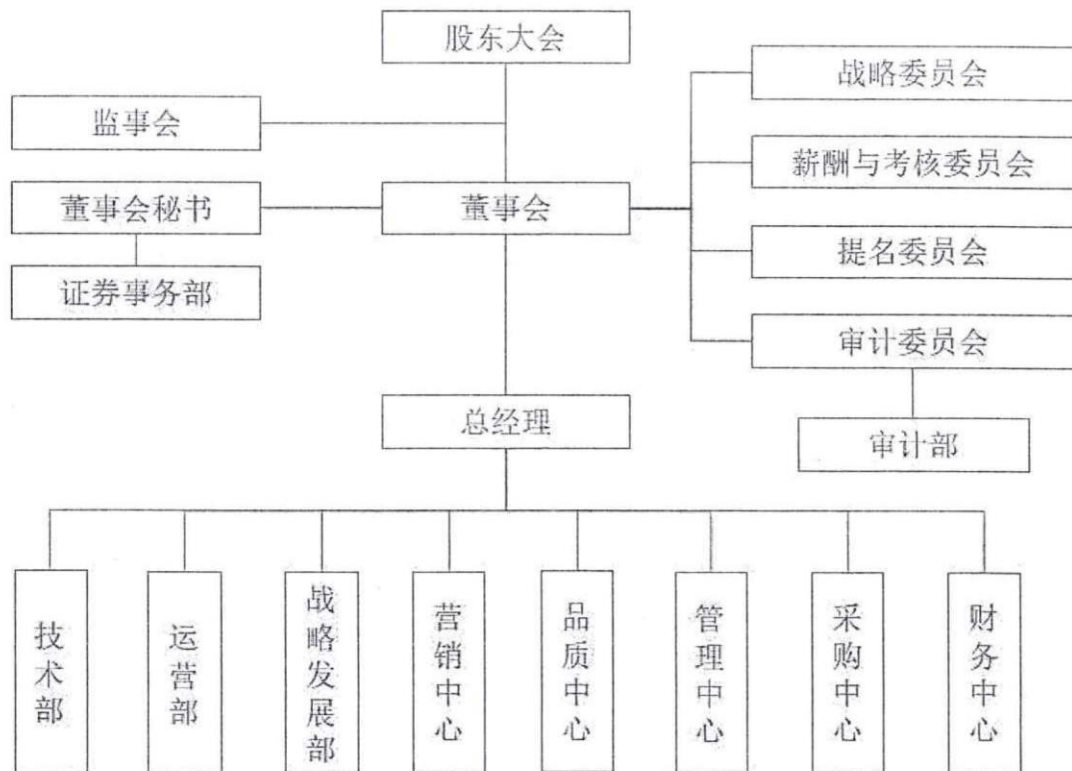 股东大会
战略委员会
监事会
薪酬与考核委员会
董事会秘书
董事会
提名委员会
证券事务部
审计委员会
总经理
审计部
技术部
运营部
战略发展部
营销中心
品质中心
管理中心
采购中心
财务中心